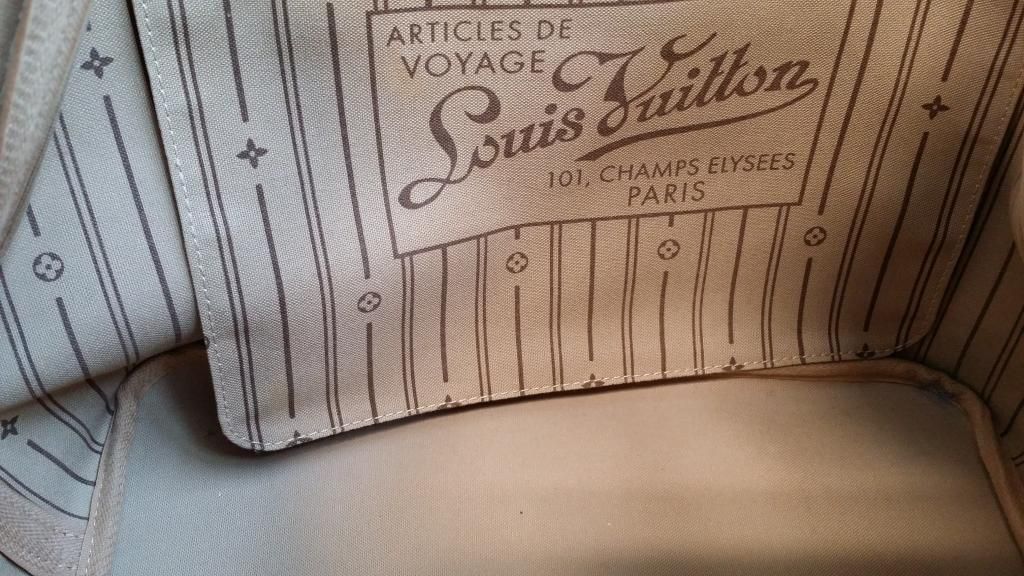 ARTICLES DE
VOYAGE
Louis Vuitton
101, CHAMPS ELYSEES
PARIS